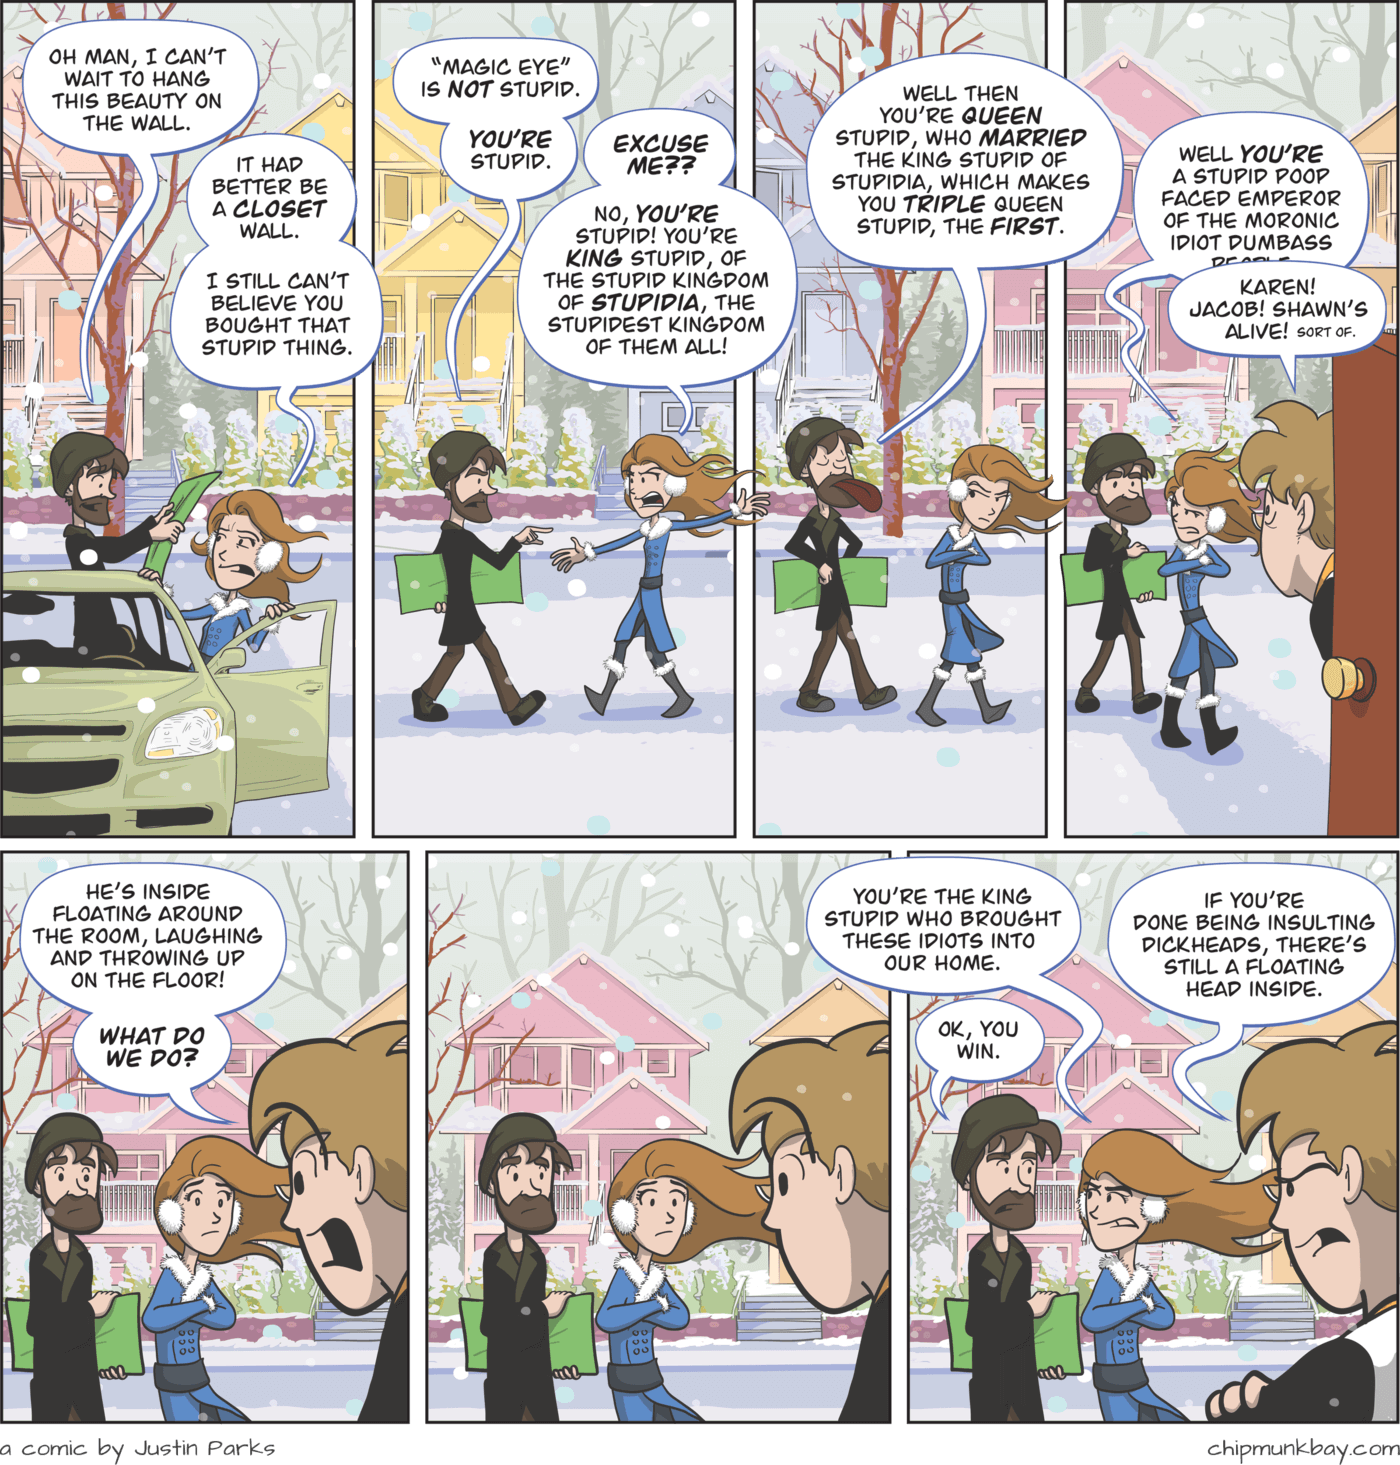 OH MAN, I CAN'T
WAIT TO HANG
THIS BEAUTY ON
THE WALL.
IT HAD
BETTER BE
A CLOSET
WALL.
I STILL CAN'T
BELIEVE YOU
BOUGHT THAT
STUPID THING.
"MAGIC EYE"
IS NOT STUPID.
YOU'RE
STUPID.
EXCUSE
ME??
NO, YOU'RE
STUPID! YOU'RE
KING STUPID, OF
THE STUPID KINGDOM
OF STUPIDIA, THE
STUPIDEST KINGDOM
OF THEM ALL!
WELL THEN
YOU'RE QUEEN
STUPID, WHO MARRIED
THE KING STUPID OF
STUPIDIA, WHICH MAKES
YOU TRIPLE QUEEN
STUPID, THE FIRST.
WELL YOU'RE
A STUPID POOP
FACED EMPEROR
OF THE MORONIC
IDIOT DUMBASS
PEOPLE
KAREN!
JACOB! SHAWN'S
ALIVE! SORT OF.
HE'S INSIDE
FLOATING AROUND
THE ROOM, LAUGHING
AND THROWING UP
ON THE FLOOR!
WHAT DO
WE DO?
YOU'RE THE KING
STUPID WHO BROUGHT
THESE IDIOTS INTO
OUR HOME.
OK, YOU
WIN.
IF YOU'RE
DONE BEING INSULTING
DICKHEADS, THERE'S
STILL A FLOATING
HEAD INSIDE.
a comic by Justin Parks
chipmunkbay.com